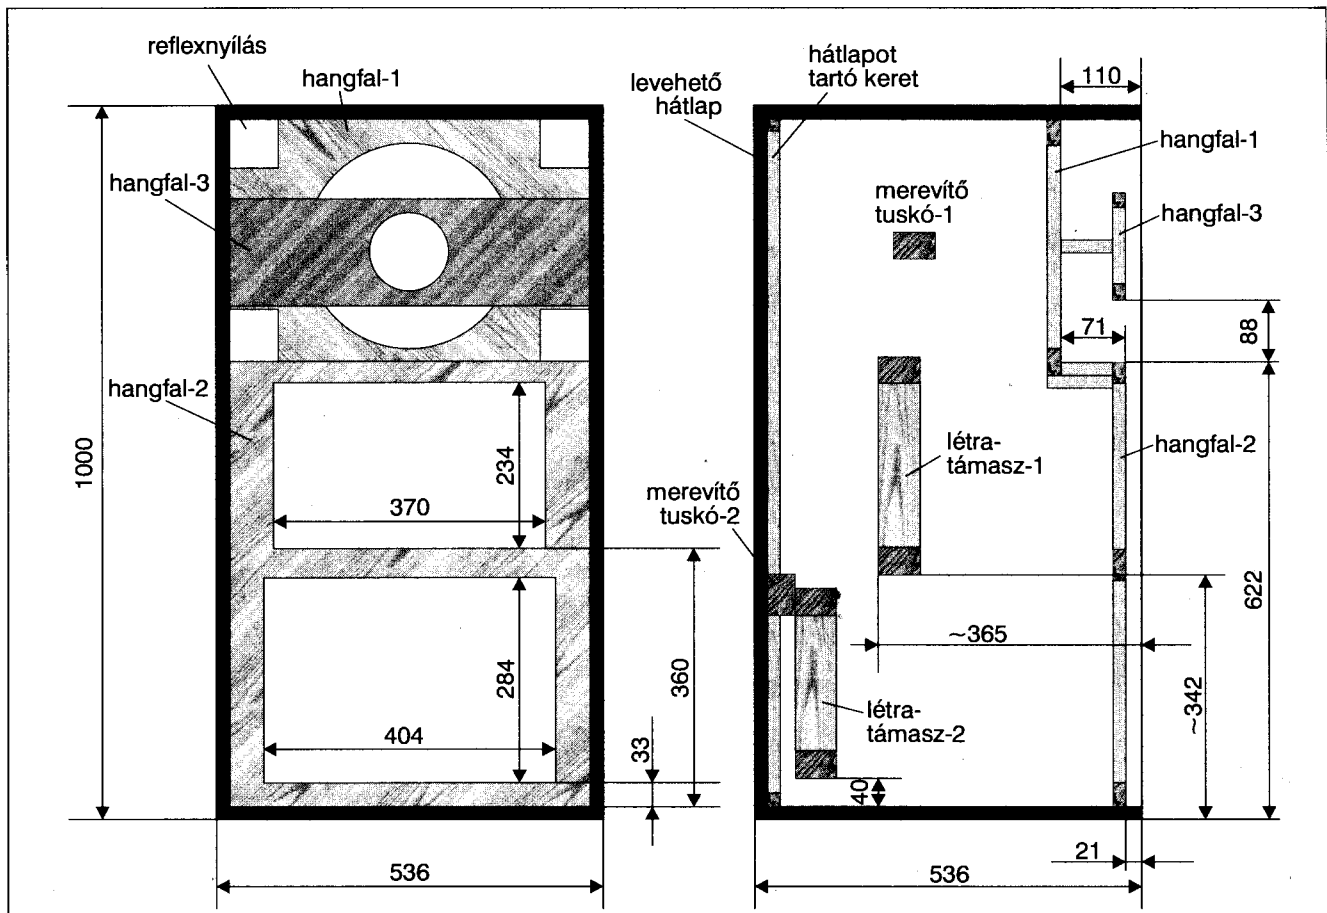 reflexnyílás
hangfal-1
hangfal-3
hangfal-2
1000
234
370
284
404
360
33
536
levehető
hátlap
hátlapot
tartó keret
110
hangfal-1
merevítő
tuskó-1
hangfal-3
71
88
létra-
támasz-1
hangfal-2
merevítő
tuskó-2
622
~365
~342
létra-
támasz-2
40
21
536